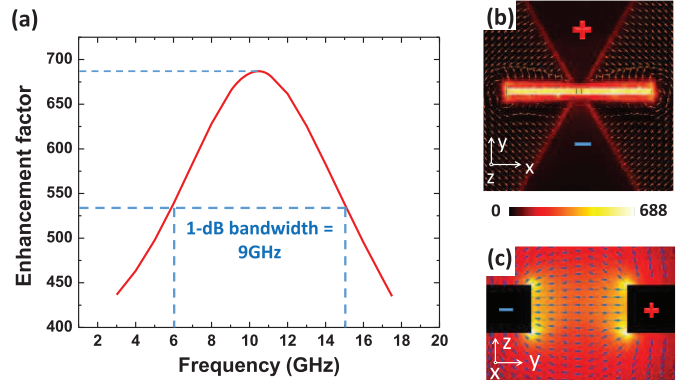 (a)
700
650
600
550
500
450
400
Enhancement factor
1-dB bandwidth =
9GHz
2 4 6 8 10 12 14 16 18 20
Frequency (GHz)
(b)
+
−
y
z x
0 688
(c)
− +
z
x y